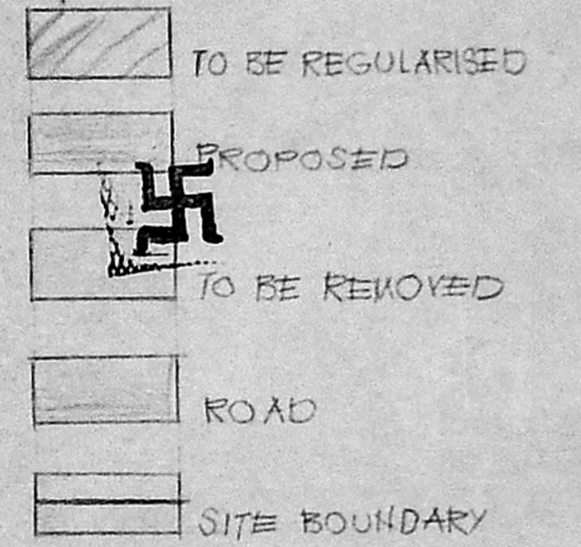 TO BE REGULARISED
PROPOSED
TO BE REMOVED
ROAD
SITE BOUNDARY